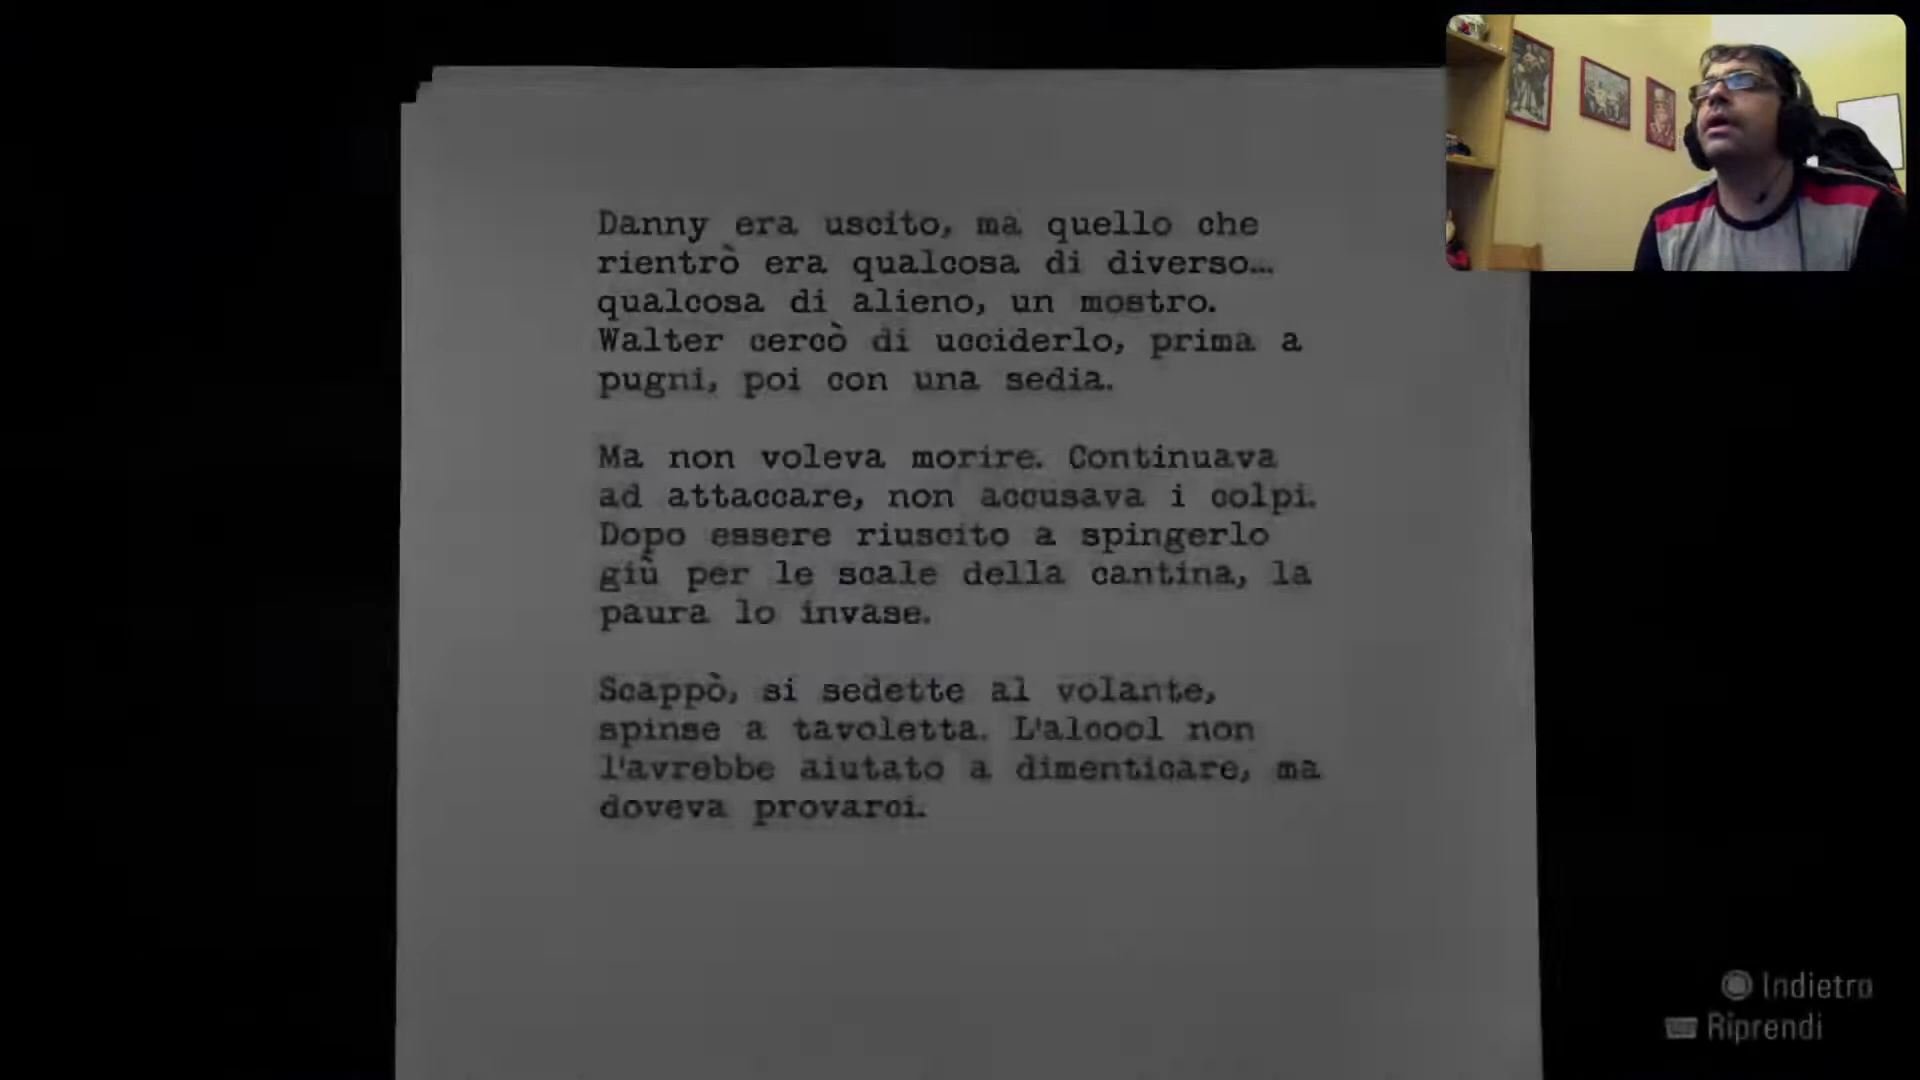 Danny era uscito, ma quello che
rientrò era qualcosa di diverso…
qualcosa di alieno, un mostro.
Walter cercò di ucciderlo, prima a
pugni, poi con una sedia.
Ma non voleva morire. Continuava
ad attaccare, non accusava i colpi.
Dopo essere riuscito a spingerlo
giù per le scale della cantina, la
paura lo invase.
Scappò, si sedette al volante,
spinse a tavoletta. L'alcool non
l'avrebbe aiutato a dimenticare, ma
doveva provarci.
Indietro
Riprendi